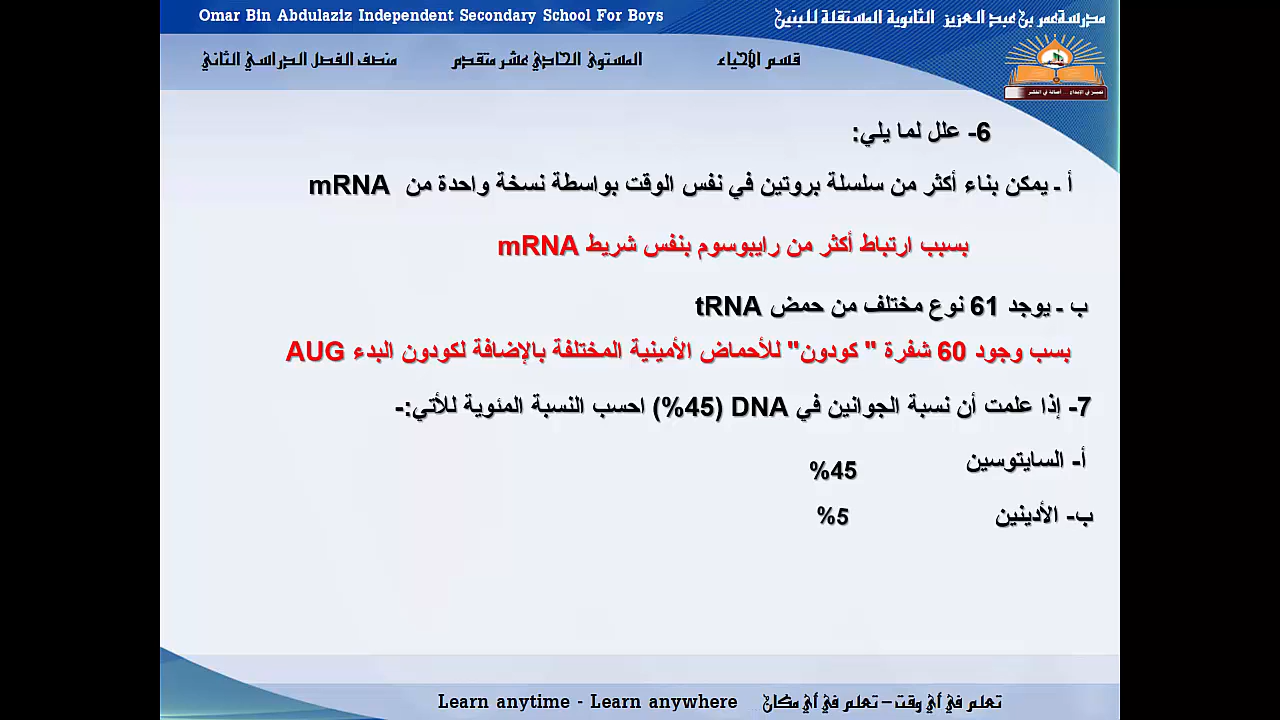 Omar Bin Abdulaziz Independent Secondary School For Boys
مدرسة عمر بن عبد العزيز الثانوية المستقلة للبنين
قسم الأحياء
المستوى الحادي عشر متقدم
منصف الفصل الدراسي الثاني
6- علل لما يلي:
أ ـ يمكن بناء أكثر من سلسلة بروتين في نفس الوقت بواسطة نسخة واحدة من mRNA
بسبب ارتباط أكثر من رايبوسوم بنفس شريط mRNA
ب ـ يوجد 61 نوع مختلف من حمض tRNA
بسب وجود 60 شفرة " كودون" للأحماض الأمينية المختلفة بالإضافة لكودون البدء AUG
7- إذا علمت أن نسبة الجوانين في DNA (45%) احسب النسبة المئوية للأتي:-
أ- السايتوسين %45
ب- الأدينين %5
Learn anytime - Learn anywhere
تعلم في أي وقت – تعلم في أي مكان